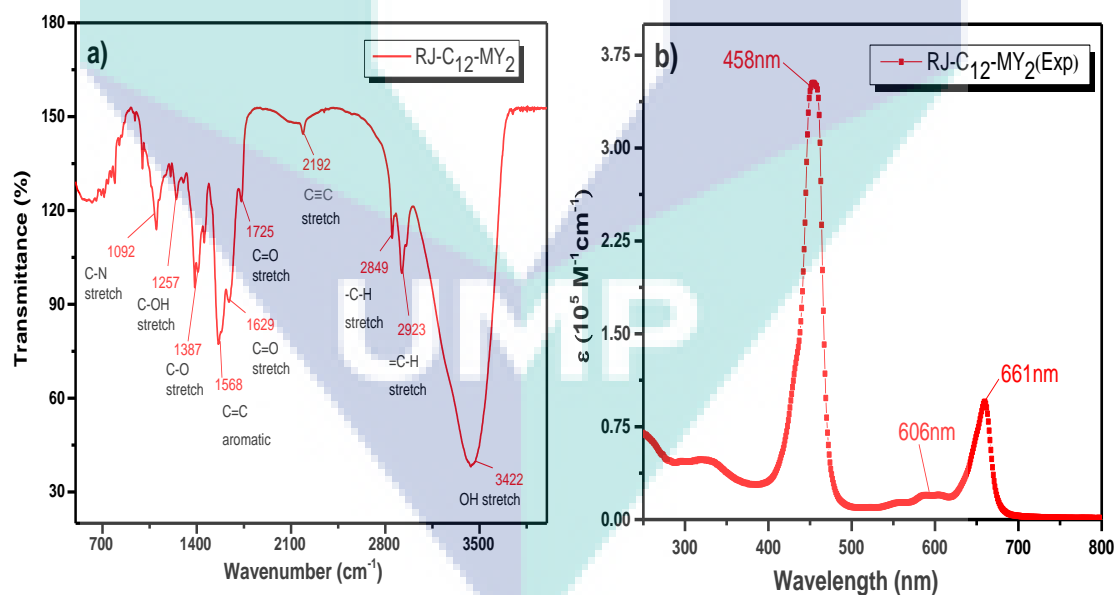 a)
RJ-C12-MY2
180
150
120
90
60
30
Transmittance (%)
700
1400
2100
2800
3500
Wavenumber (cm-1)
1092
C-N
stretch
1257
C-OH
stretch
1387
C-O
stretch
1568
C=C
aromatic
1629
C=O
stretch
1725
C=O
stretch
2192
C≡C
stretch
2849
-C-H
stretch
2923
=C-H
stretch
3422
OH stretch
UMP
b)
RJ-C12-MY2(Exp)
458nm
606nm
661nm
3.75
3.00
2.25
1.50
0.75
0.00
ε (10^5 M-1cm-1)
300
400
500
600
700
800
Wavelength (nm)